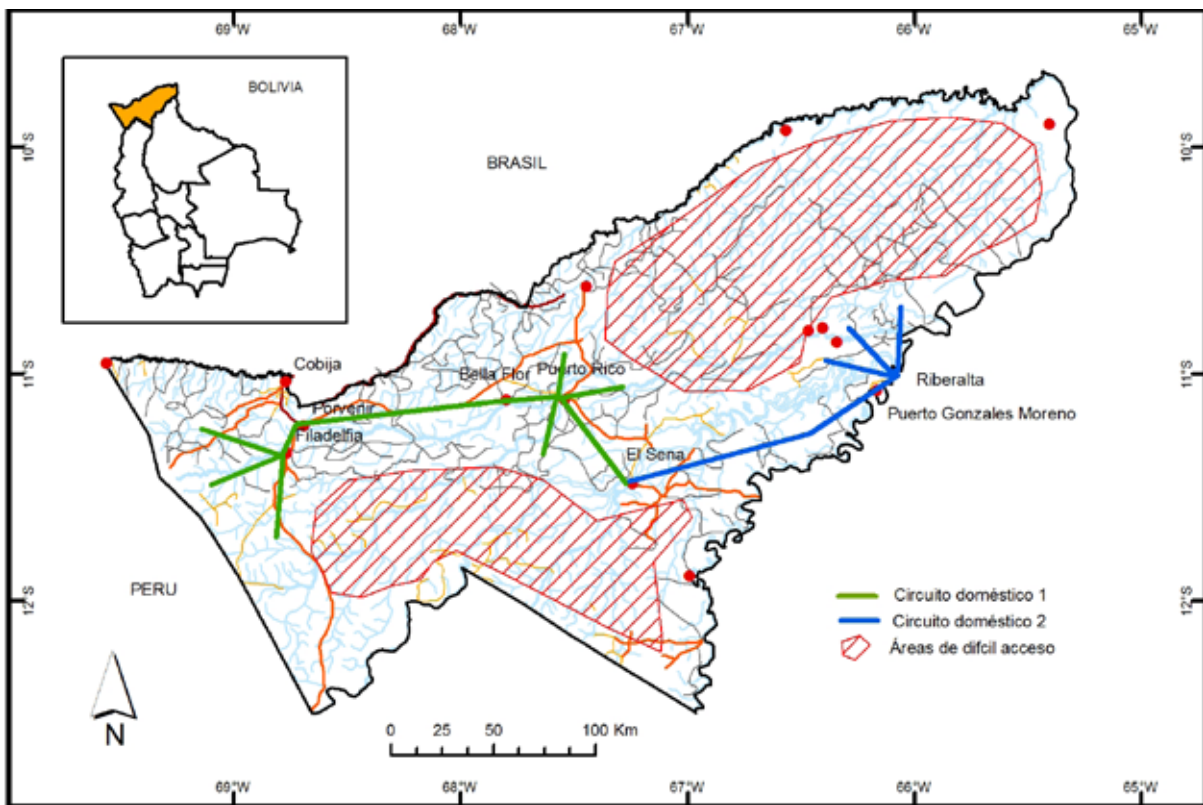 69°W 68°W 67°W 66°W 65°W
BOLIVIA
10°S 10°S
BRASIL
Cobija
11°S 11°S
Bella Flor Puerto Rico
Riberalta
Porvenir
Puerto Gonzales Moreno
Filadelfia
El Sena
PERU
12°S 12°S
Circuito doméstico 1
Circuito doméstico 2
Áreas de difcil acceso
N
0 25 50 100 Km
69°W 68°W 67°W 66°W 65°W